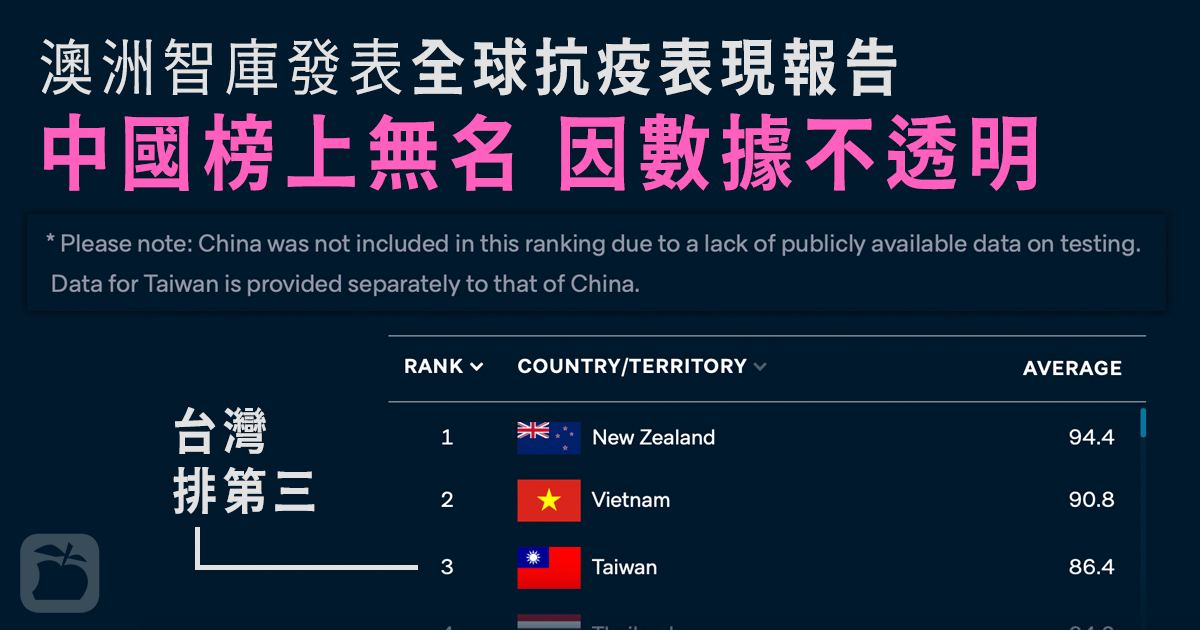 澳洲智庫發表全球抗疫表現報告
中國榜上無名 因數據不透明
* Please note: China was not included in this ranking due to a lack of publicly available data on testing.
Data for Taiwan is provided separately to that of China.
RANK COUNTRY/TERRITORY AVERAGE
1 New Zealand 94.4
2 Vietnam 90.8
台灣
排第三
3 Taiwan 86.4